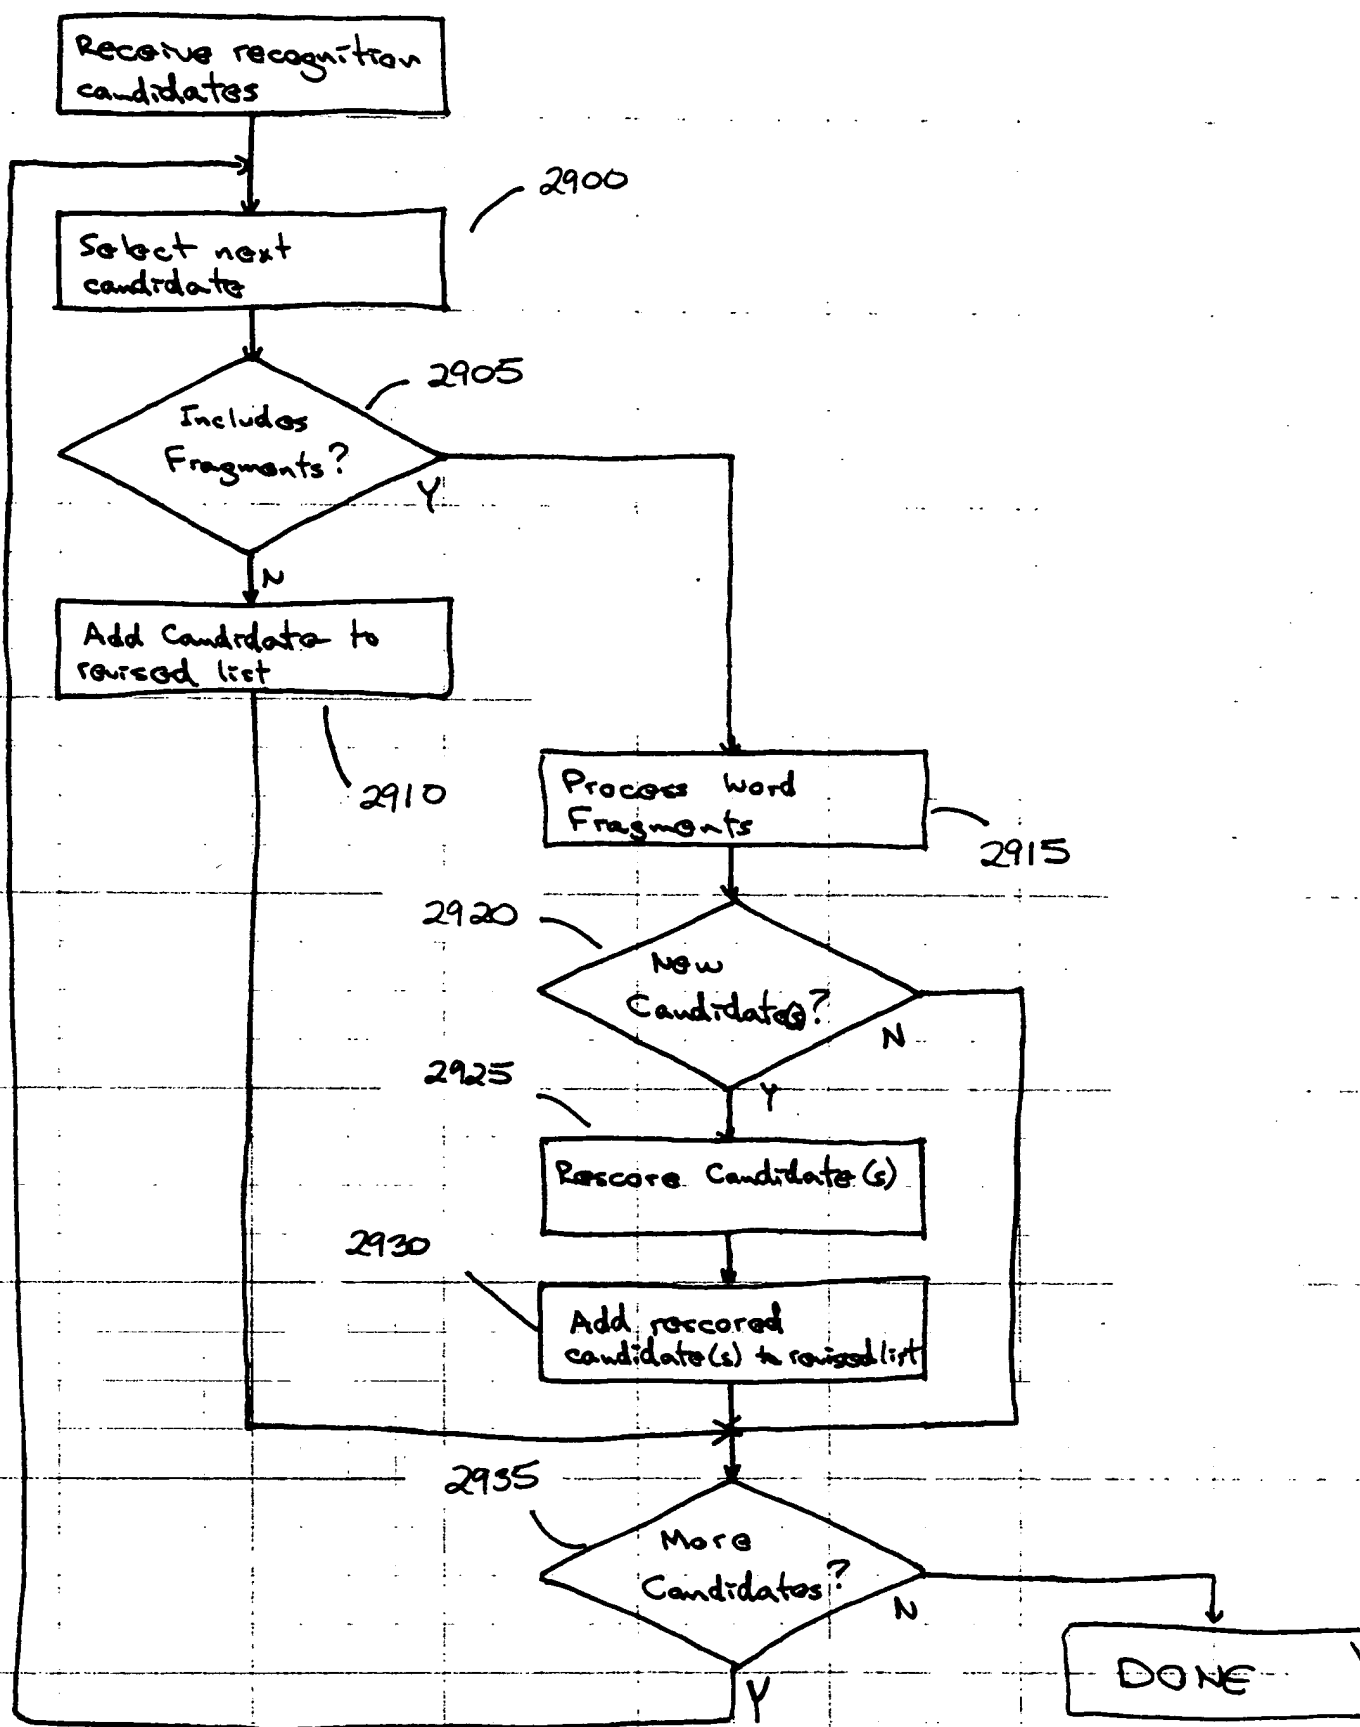 Receive recognition
candidates
2900
Select next
candidate
2905
Includes
Fragments?
Y
N
Add Candidate to
revised list
2910
Process Word
Fragments
2915
2920
New
Candidate(s)?
N
Y
2925
Rescore Candidate(s)
2930
Add rescored
candidate(s) to revised list
2935
More
Candidates?
N
Y
DONE